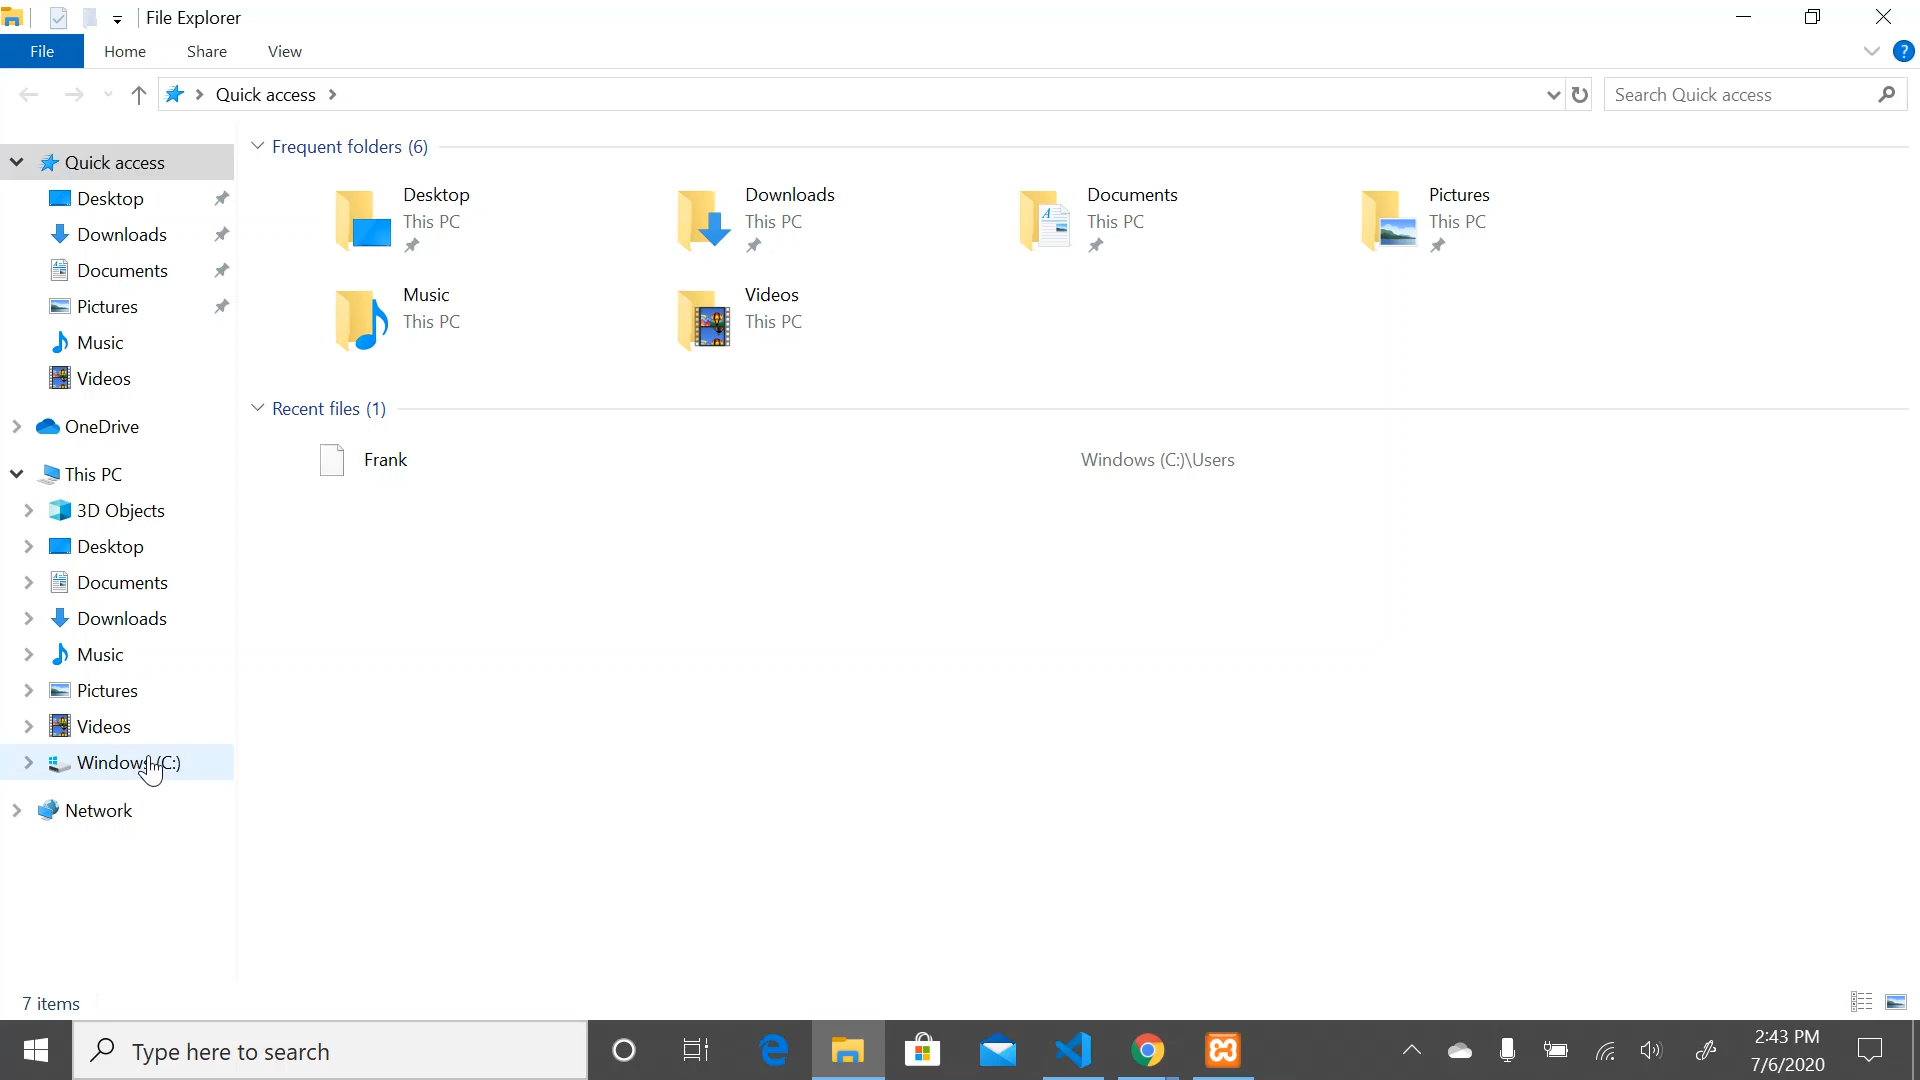 File Explorer
File Home Share View
?
Quick access
Search Quick access
Quick access
Desktop
Downloads
Documents
Pictures
Music
Videos
OneDrive
This PC
3D Objects
Desktop
Documents
Downloads
Music
Pictures
Videos
Windows (C:)
Network
Frequent folders (6)
Desktop
This PC
Downloads
This PC
Documents
This PC
Pictures
This PC
Music
This PC
Videos
This PC
Recent files (1)
Frank Windows (C:)\Users
7 items
Type here to search
2:43 PM
7/6/2020